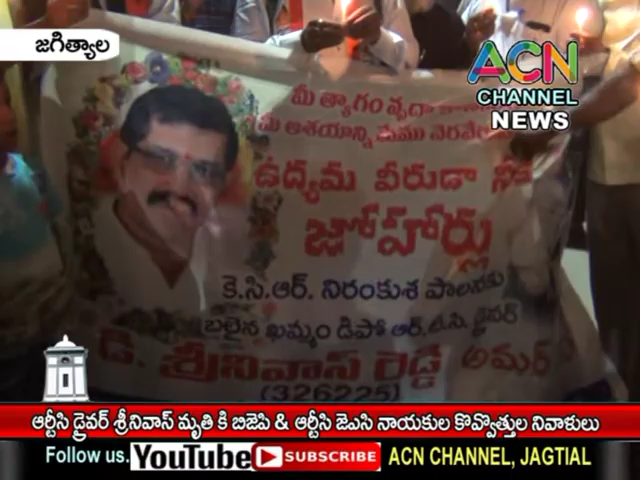 జగిత్యాల
ACN
CHANNEL
NEWS
మీ త్యాగం వృధా
మీ ఆశయాన్ని మేము
ఉద్యమ వీరుడా నీకు
జోహార్లు
కె.సి.ఆర్. నిరంకుశ పాలనకు
బలైన ఖమ్మం డిపో ఆర్.టి.సి. డ్రైవర్
డి. శ్రీనివాస్ రెడ్డి అమర్
(326225)
ఆర్టీసి డ్రైవర్ శ్రీనివాస్ మృతి కి బిజెపి & ఆర్టీసి జెఎసి నాయకుల కొవ్వొత్తుల నివాళులు
Follow us. YouTube SUBSCRIBE ACN CHANNEL, JAGTIAL